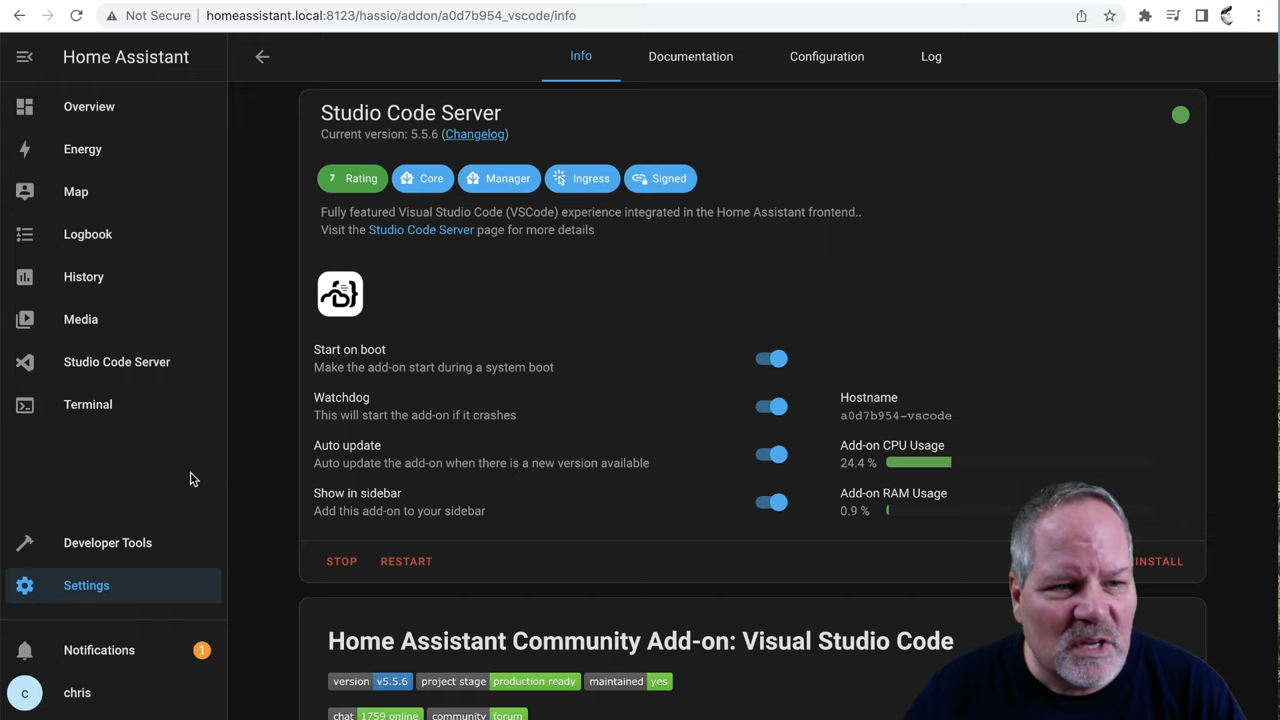 Not Secure homeassistant.local:8123/hassio/addon/a0d7b954_vscode/info
Home Assistant
Info Documentation Configuration Log
Overview
Energy
Map
Logbook
History
Media
Studio Code Server
Terminal
Developer Tools
Settings
Notifications 1
c chris
Studio Code Server
Current version: 5.5.6 (Changelog)
7 Rating Core Manager Ingress Signed
Fully featured Visual Studio Code (VSCode) experience integrated in the Home Assistant frontend..
Visit the Studio Code Server page for more details
Start on boot
Make the add-on start during a system boot
Watchdog
This will start the add-on if it crashes
Auto update
Auto update the add-on when there is a new version available
Show in sidebar
Add this add-on to your sidebar
Hostname
a0d7b954-vscode
Add-on CPU Usage
24.4 %
Add-on RAM Usage
0.9 %
STOP RESTART INSTALL
Home Assistant Community Add-on: Visual Studio Code
version v5.5.6 project stage production ready maintained yes
chat 1759 online community forum